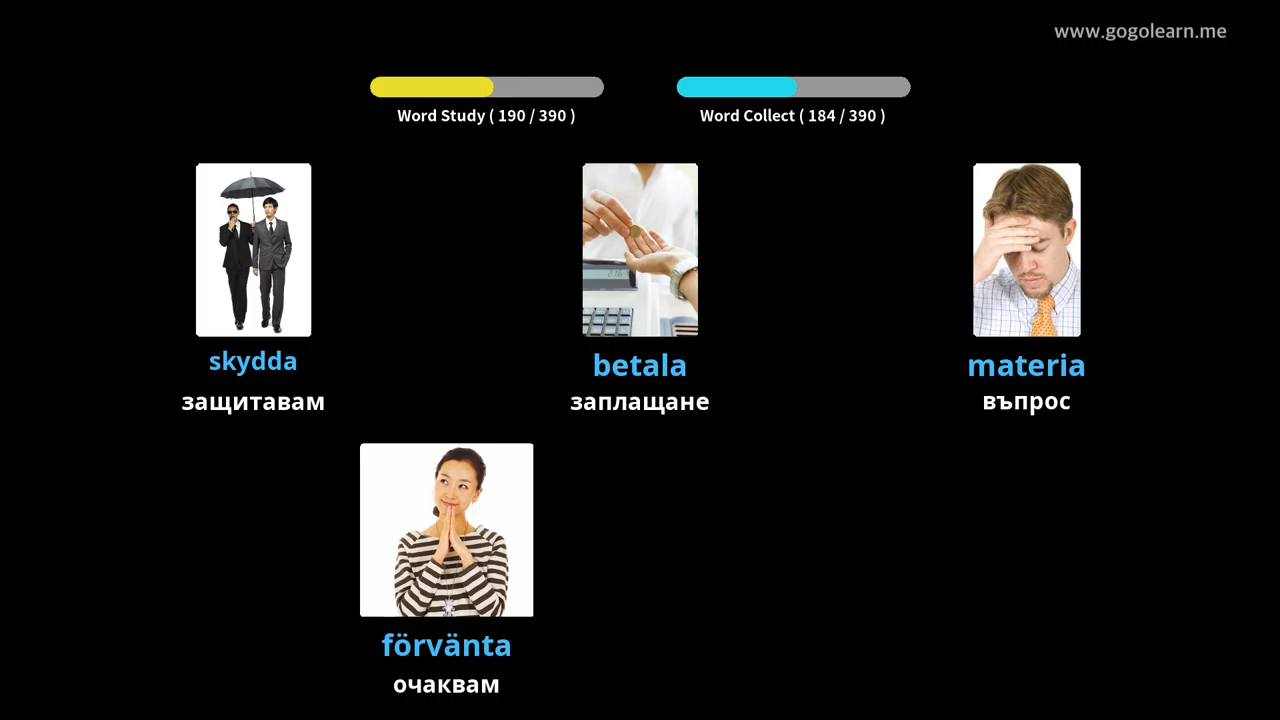 www.gogolearn.me
Word Study ( 190 / 390 )
Word Collect ( 184 / 390 )
skydda
защитавам
betala
заплащане
materia
въпрос
förvänta
очаквам